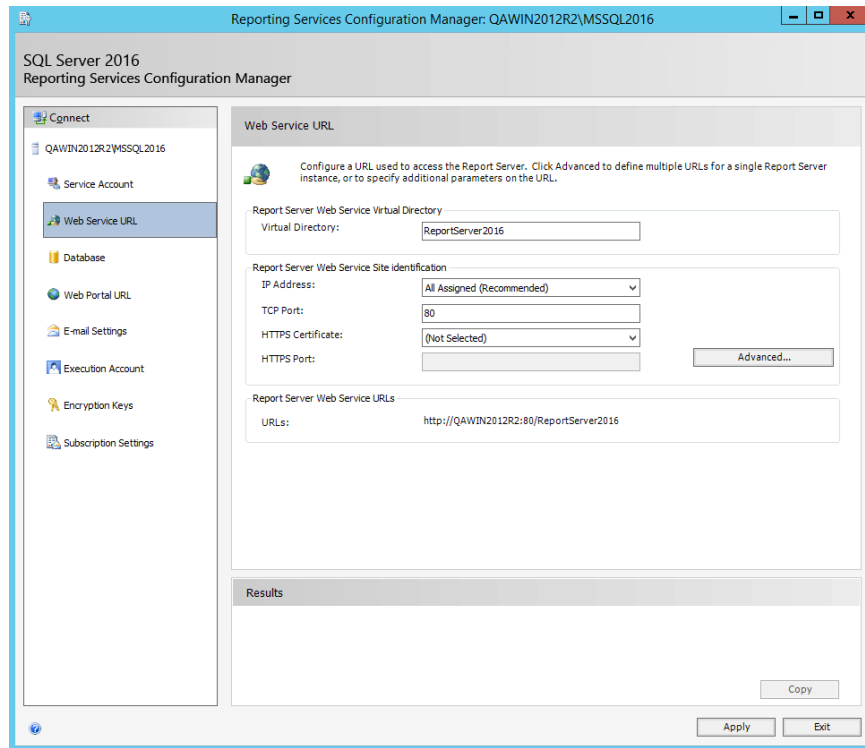 Reporting Services Configuration Manager: QAWIN2012R2\MSSQL2016
SQL Server 2016
Reporting Services Configuration Manager
Connect
QAWIN2012R2\MSSQL2016
Service Account
Web Service URL
Database
Web Portal URL
E-mail Settings
Execution Account
Encryption Keys
Subscription Settings
Web Service URL
Configure a URL used to access the Report Server. Click Advanced to define multiple URLs for a single Report Server
instance, or to specify additional parameters on the URL.
Report Server Web Service Virtual Directory
Virtual Directory: ReportServer2016
Report Server Web Service Site identification
IP Address: All Assigned (Recommended)
TCP Port: 80
HTTPS Certificate: (Not Selected)
HTTPS Port:
Advanced...
Report Server Web Service URLs
URLs: http://QAWIN2012R2:80/ReportServer2016
Results
Copy
Apply Exit